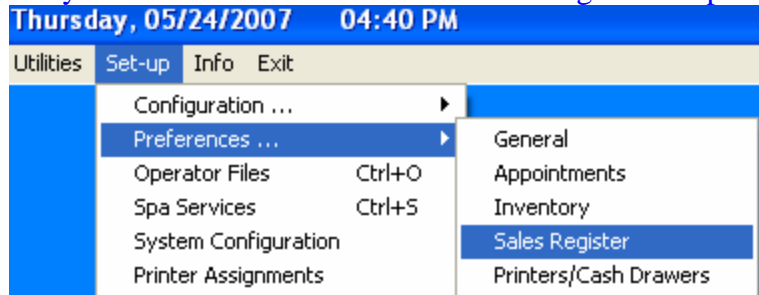 Thursday, 05/24/2007 04:40 PM
Utilities Set-up Info Exit
Configuration ...
Preferences ...
General
Operator Files Ctrl+O
Appointments
Spa Services Ctrl+S
Inventory
System Configuration
Sales Register
Printer Assignments
Printers/Cash Drawers